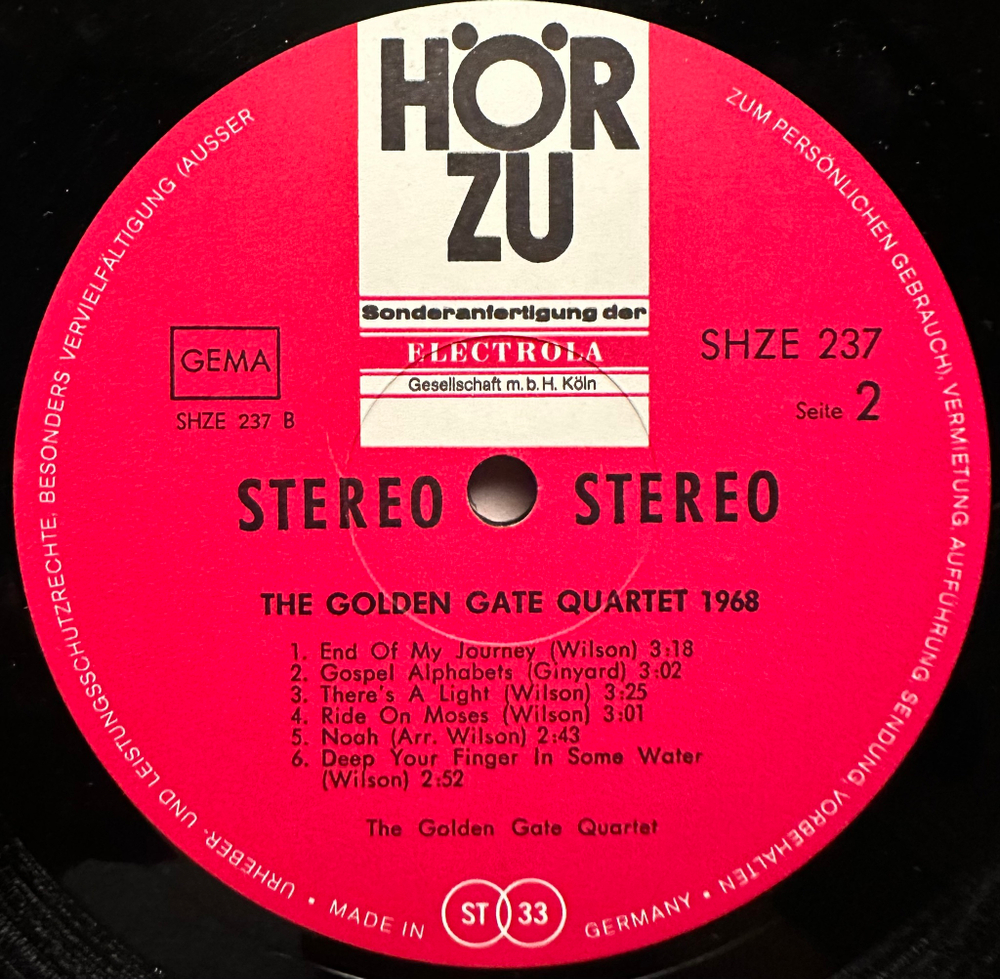 HÖR
ZU
Sonderanfertigung der
ELECTROLA
Gesellschaft m.b.H. Köln
GEMA
SHZE 237 B
SHZE 237
Seite 2
STEREO STEREO
THE GOLDEN GATE QUARTET 1968
1. End Of My Journey (Wilson) 3:18
2. Gospel Alphabets (Ginyard) 3:02
3. There's A Light (Wilson) 3:25
4. Ride On Moses (Wilson) 3:01
5. Noah (Arr. Wilson) 2:43
6. Deep Your Finger In Some Water
(Wilson) 2:52
The Golden Gate Quartet
URHEBER- UND LEISTUNGSSCHUTZRECHTE, BESONDERS VERVIELFÄLTIGUNG (AUSSER
ZUM PERSÖNLICHEN GEBRAUCH), VERMIETUNG, AUFFÜHRUNG, SENDUNG, VORBEHALTEN
• MADE IN ST 33 GERMANY •